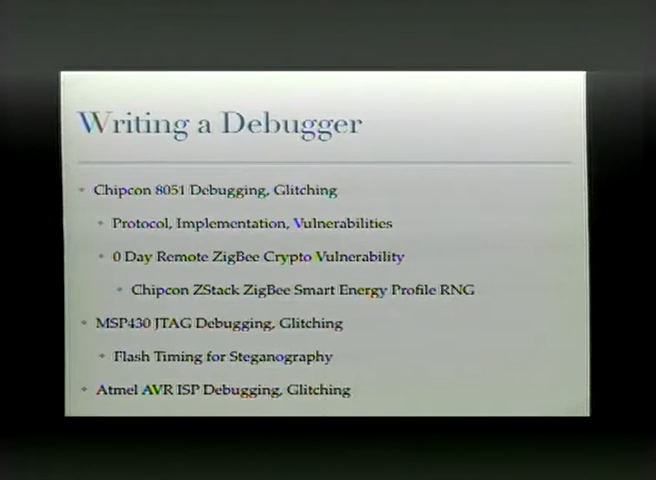 Writing a Debugger
Chipcon 8051 Debugging, Glitching
Protocol, Implementation, Vulnerabilities
0 Day Remote ZigBee Crypto Vulnerability
Chipcon ZStack ZigBee Smart Energy Profile RNG
MSP430 JTAG Debugging, Glitching
Flash Timing for Steganography
Atmel AVR ISP Debugging, Glitching